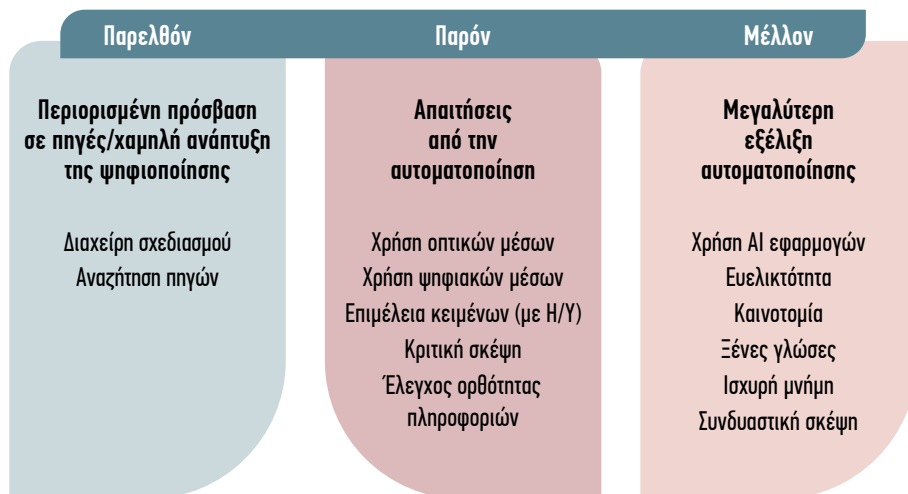 Παρελθόν
Παρόν
Μέλλον
Περιορισμένη πρόσβαση
σε πηγές/χαμηλή ανάπτυξη
της ψηφιοποίησης
Διαχείρη σχεδιασμού
Αναζήτηση πηγών
Απαιτήσεις
από την
αυτοματοποίηση
Χρήση οπτικών μέσων
Χρήση ψηφιακών μέσων
Επιμέλεια κειμένων (με Η/Υ)
Κριτική σκέψη
Έλεγχος ορθότητας
πληροφοριών
Μεγαλύτερη
εξέλιξη
αυτοματοποίησης
Χρήση AI εφαρμογών
Ευελικτότητα
Καινοτομία
Ξένες γλώσες
Ισχυρή μνήμη
Συνδυαστική σκέψη